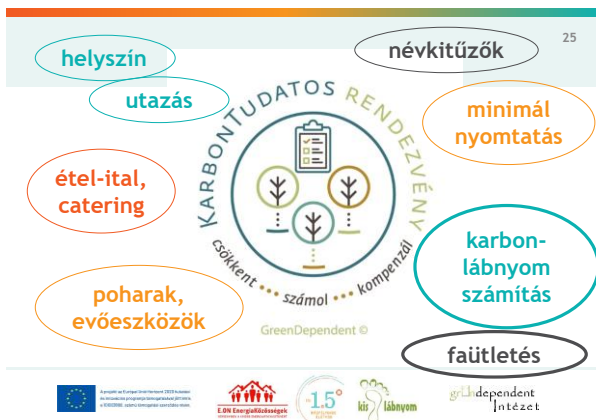 25
helyszín
utazás
névkitűzők
minimál
nyomtatás
étel-ital,
catering
KARBONTUDATOS RENDEZVÉNY
csökkent ••• számol ••• kompenzál
karbon-
lábnyom
számítás
poharak,
evőeszközök
GreenDependent ©
faültetés
E.ON EnergiaKözösségek
1.5°
kis lábnyom
gründependent
Intézet